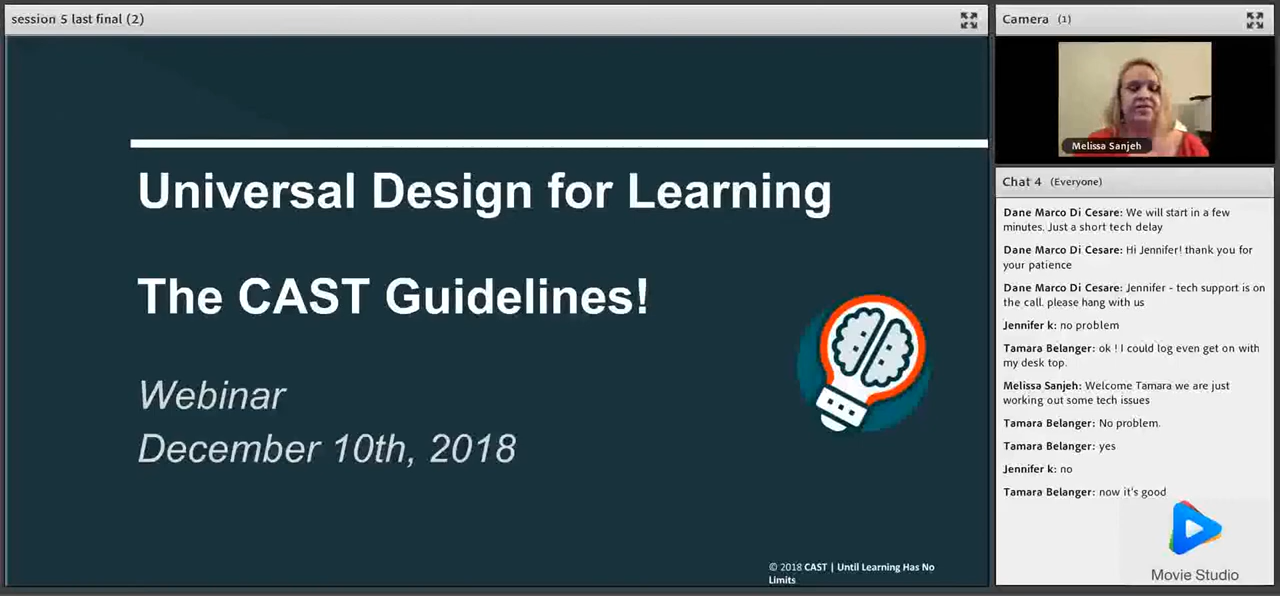 session 5 last final (2)
Universal Design for Learning
The CAST Guidelines!
Webinar
December 10th, 2018
© 2018 CAST | Until Learning Has No
Limits
Camera (1)
Melissa Sanjeh
Chat 4 (Everyone)
Dane Marco Di Cesare: We will start in a few
minutes. Just a short tech delay
Dane Marco Di Cesare: Hi Jennifer! thank you for
your patience
Dane Marco Di Cesare: Jennifer - tech support is on
the call. please hang with us
Jennifer k: no problem
Tamara Belanger: ok ! I could log even get on with
my desk top.
Melissa Sanjeh: Welcome Tamara we are just
working out some tech issues
Tamara Belanger: No problem.
Tamara Belanger: yes
Jennifer k: no
Tamara Belanger: now it's good
Movie Studio